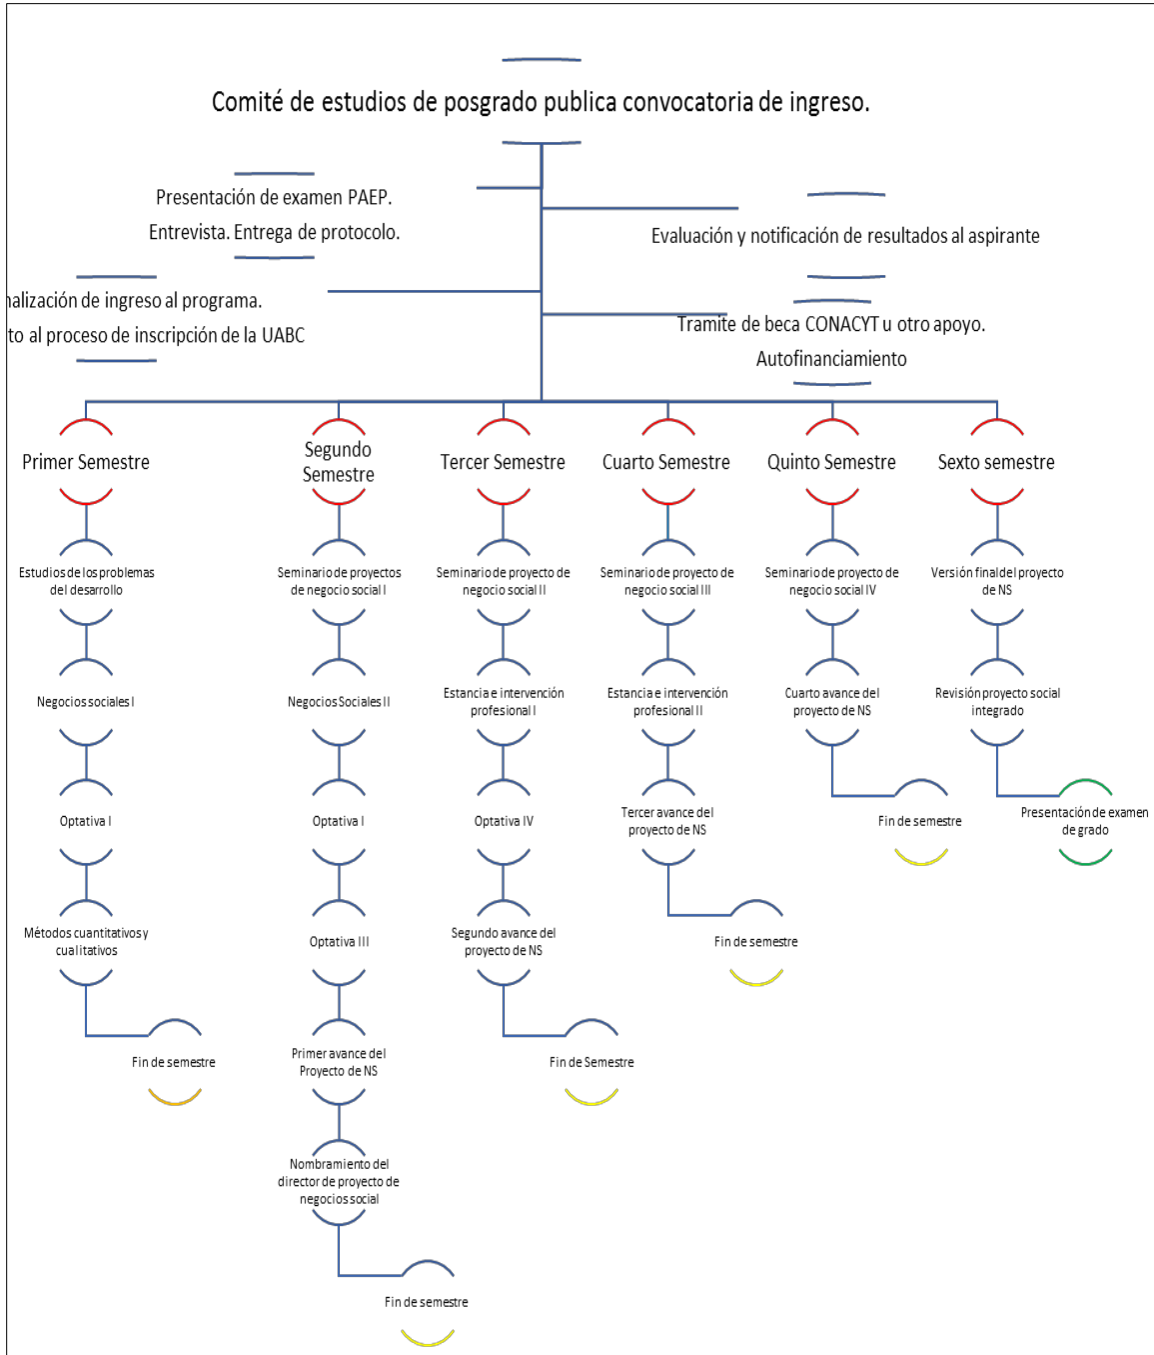 Comité de estudios de posgrado publica convocatoria de ingreso.
Presentación de examen PAEP.
Entrevista. Entrega de protocolo.
Evaluación y notificación de resultados al aspirante
nalización de ingreso al programa.
to al proceso de inscripción de la UABC
Tramite de beca CONACYT u otro apoyo.
Autofinanciamiento
Primer Semestre
Estudios de los problemas
del desarrollo
Negocios sociales I
Optativa I
Métodos cuantitativos y
cualitativos
Fin de semestre
Segundo
Semestre
Seminario de proyectos
de negocio social I
Negocios Sociales II
Optativa I
Optativa III
Primer avance del
Proyecto de NS
Nombramiento del
director de proyecto de
negocios social
Fin de semestre
Tercer Semestre
Seminario de proyecto de
negocio social II
Estancia e intervención
profesional I
Optativa IV
Segundo avance del
proyecto de NS
Fin de Semestre
Cuarto Semestre
Seminario de proyecto de
negocio social III
Estancia e intervención
profesional II
Tercer avance del
proyecto de NS
Fin de semestre
Quinto Semestre
Seminario de proyecto de
negocio social IV
Cuarto avance del
proyecto de NS
Fin de semestre
Sexto semestre
Versión final del proyecto
de NS
Revisión proyecto social
integrado
Presentación de examen
de grado